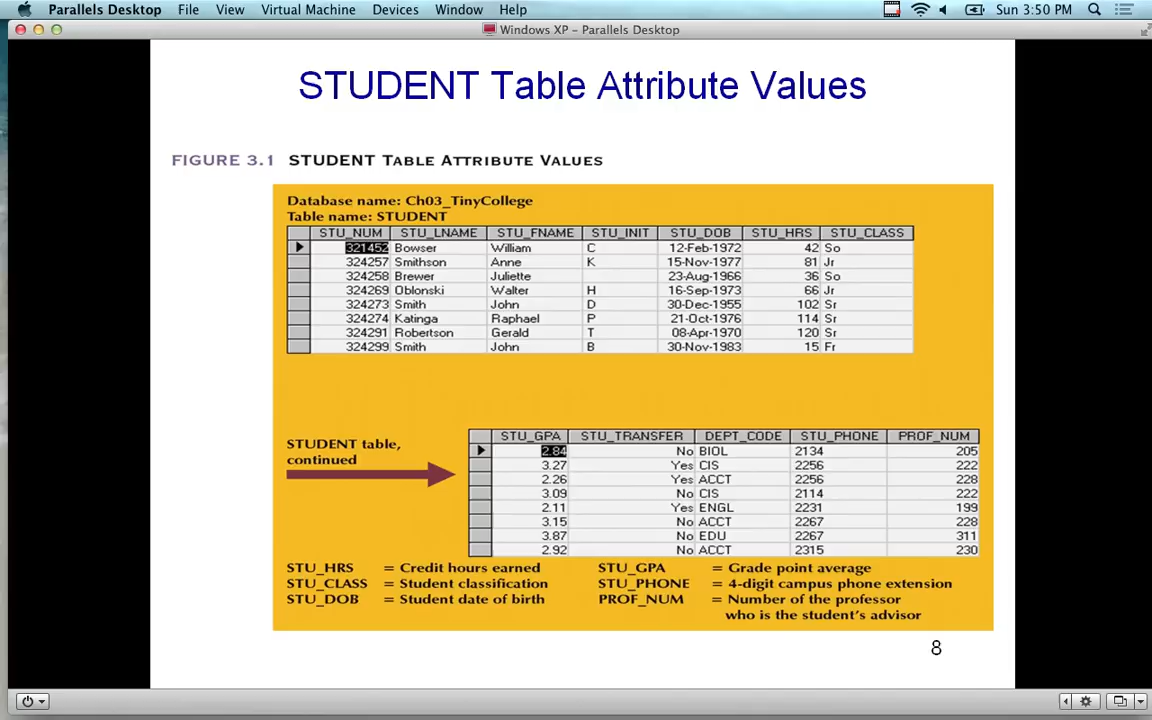 Parallels Desktop File View Virtual Machine Devices Window Help Sun 3:50 PM
Windows XP - Parallels Desktop
STUDENT Table Attribute Values
FIGURE 3.1 STUDENT TABLE ATTRIBUTE VALUES
Database name: Ch03_TinyCollege
Table name: STUDENT
STU_NUM STU_LNAME STU_FNAME STU_INIT STU_DOB STU_HRS STU_CLASS
321452 Bowser William C 12-Feb-1972 42 So
324257 Smithson Anne K 15-Nov-1977 81 Jr
324258 Brewer Juliette 23-Aug-1966 36 So
324269 Oblonski Walter H 16-Sep-1973 66 Jr
324273 Smith John D 30-Dec-1955 102 Sr
324274 Katinga Raphael P 21-Oct-1976 114 Sr
324291 Robertson Gerald T 08-Apr-1970 120 Sr
324299 Smith John B 30-Nov-1983 15 Fr
STUDENT table,
continued
STU_GPA STU_TRANSFER DEPT_CODE STU_PHONE PROF_NUM
2.84 No BIOL 2134 205
3.27 Yes CIS 2256 222
2.26 Yes ACCT 2256 228
3.09 No CIS 2114 222
2.11 Yes ENGL 2231 199
3.15 No ACCT 2267 228
3.87 No EDU 2267 311
2.92 No ACCT 2315 230
STU_HRS = Credit hours earned
STU_CLASS = Student classification
STU_DOB = Student date of birth
STU_GPA = Grade point average
STU_PHONE = 4-digit campus phone extension
PROF_NUM = Number of the professor
who is the student's advisor
8